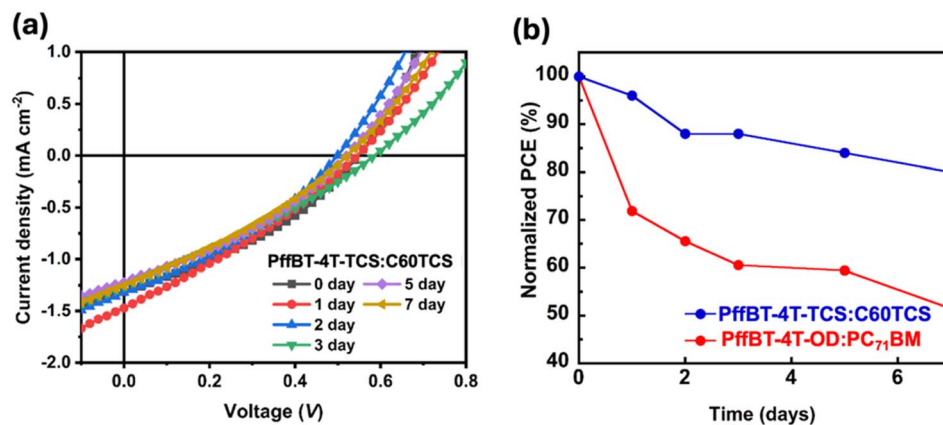 (a)
1.0
0.5
0.0
-0.5
-1.0
-1.5
-2.0
Current density (mA cm⁻²)
PffBT-4T-TCS:C60TCS
0 day
5 day
1 day
7 day
2 day
3 day
0.0 0.2 0.4 0.6 0.8
Voltage (V)
(b)
100
90
80
70
60
50
40
Normalized PCE (%)
PffBT-4T-TCS:C60TCS
PffBT-4T-OD:PC₇₁BM
0 2 4 6
Time (days)